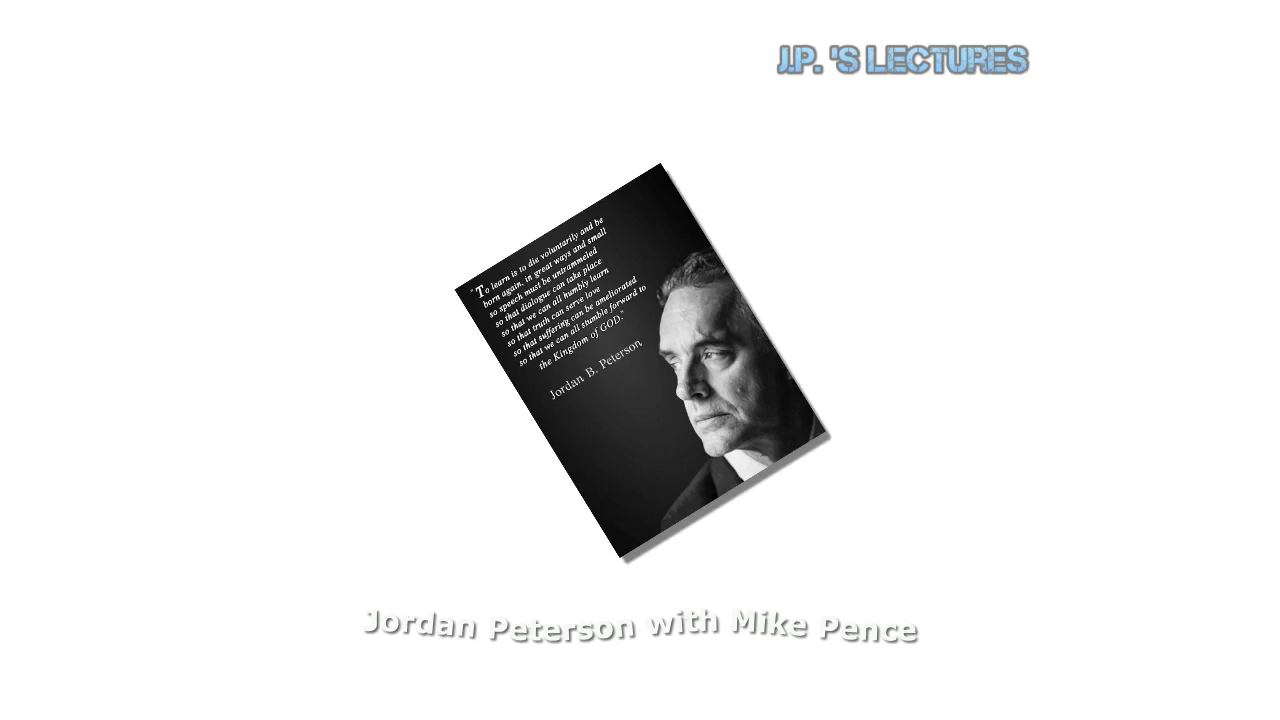 J.P. 'S LECTURES
"To learn is to die voluntarily and be
born again, in great ways and small
so speech must be untrammeled
so that dialogue can take place
so that we can all humbly learn
so that truth can serve love
so that suffering can be ameliorated
so that we can all stumble forward to
the Kingdom of GOD."
Jordan B. Peterson
Jordan Peterson with Mike Pence